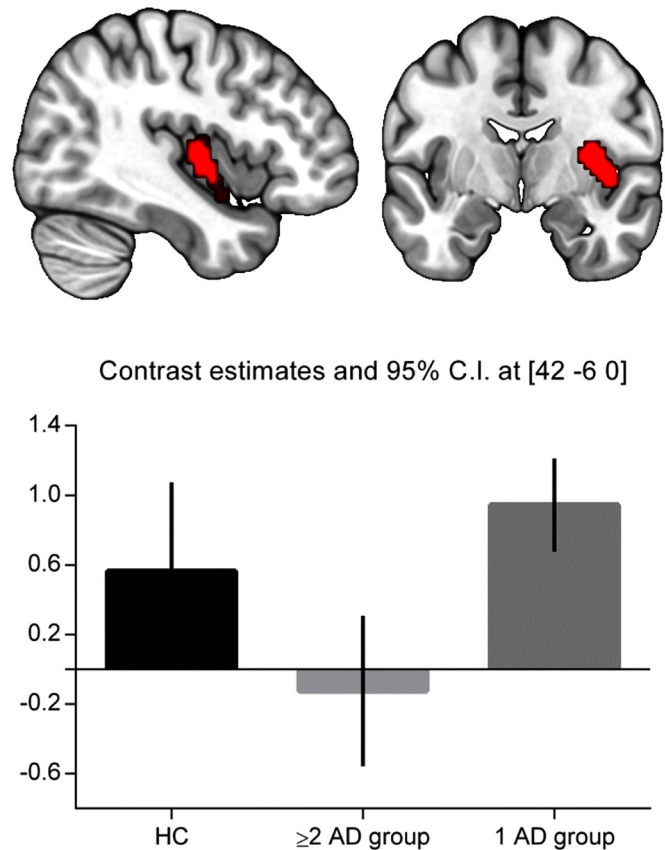 Contrast estimates and 95% C.I. at [42 -6 0]
1.4
1.0
0.6
0.2
-0.2
-0.6
HC
≥2 AD group
1 AD group